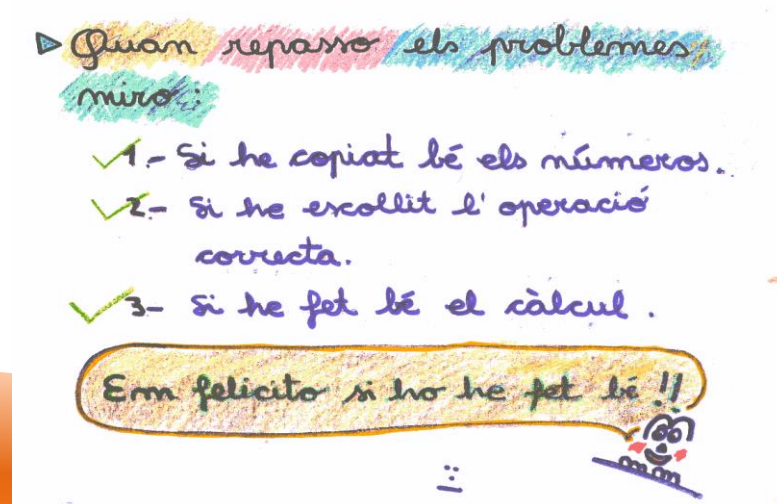 Quan repasso els problemes,
miro:
1.- Si he copiat bé els números.
2.- Si he escollit l'operació
correcta.
3- Si he fet bé el càlcul.
Em felicito si ho he fet bé!!